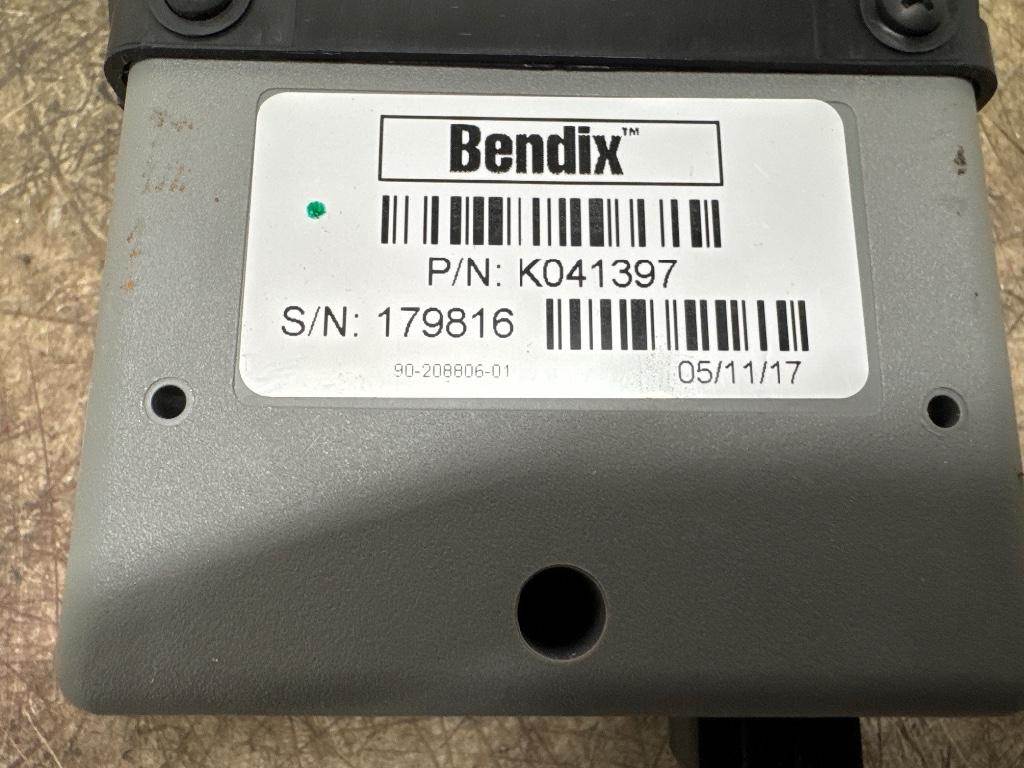 Bendix™
P/N: K041397
S/N: 179816
90-208806-01
05/11/17